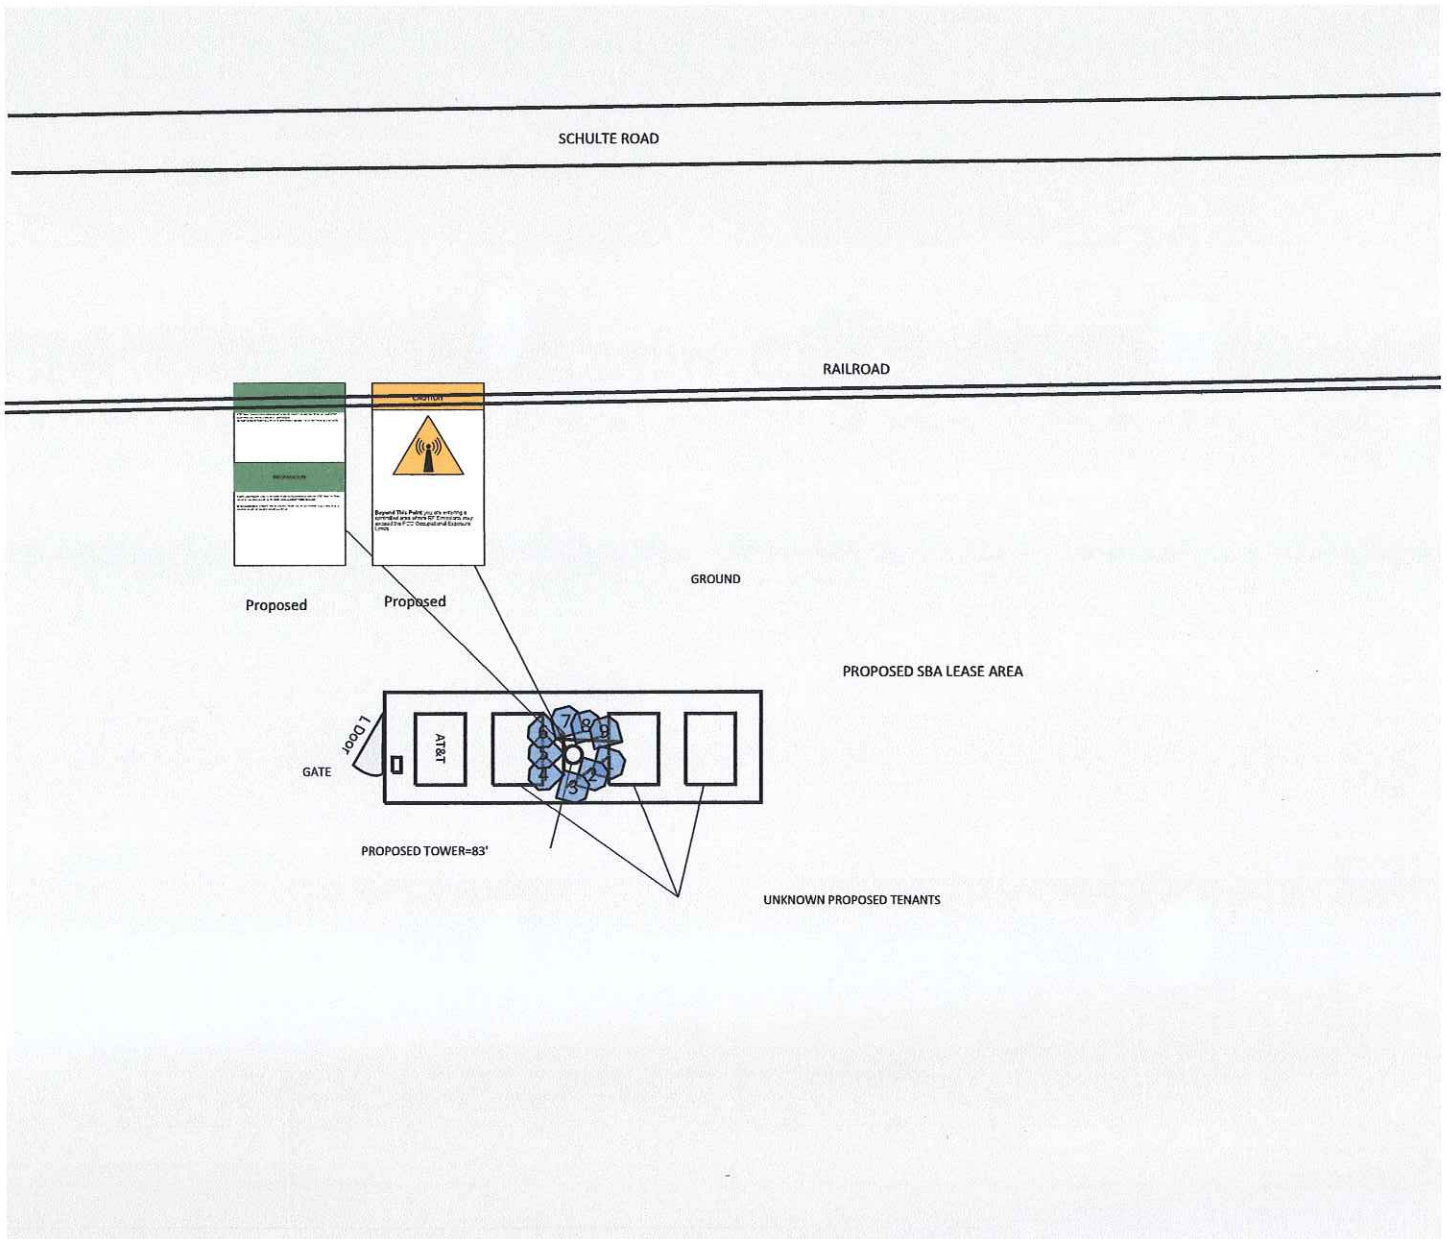 SCHULTE ROAD
RAILROAD
CAUTION
INFORMATION
Beyond This Point you are entering a
controlled area where RF Emissions may
exceed the FCC Occupational Exposure
Limits
GROUND
Proposed
Proposed
PROPOSED SBA LEASE AREA
L Door
AT&T
GATE
7
8
9
6
5
4
1
2
3
PROPOSED TOWER=83'
UNKNOWN PROPOSED TENANTS